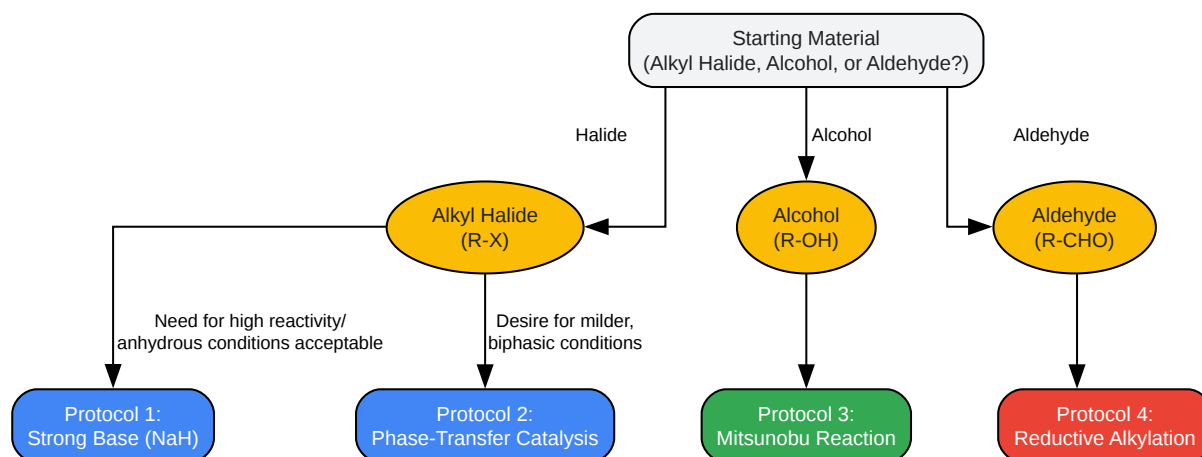 Starting Material
(Alkyl Halide, Alcohol, or Aldehyde?)
Halide
Alcohol
Aldehyde
Alkyl Halide
(R-X)
Alcohol
(R-OH)
Aldehyde
(R-CHO)
Need for high reactivity/
anhydrous conditions acceptable
Desire for milder,
biphasic conditions
Protocol 1:
Strong Base (NaH)
Protocol 2:
Phase-Transfer Catalysis
Protocol 3:
Mitsunobu Reaction
Protocol 4:
Reductive Alkylation